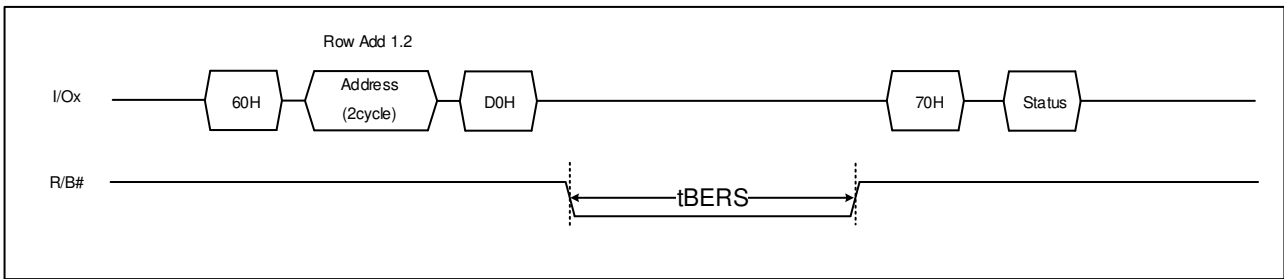 Row Add 1.2
I/Ox
60H
Address
(2cycle)
D0H
70H
Status
R/B#
tBERS